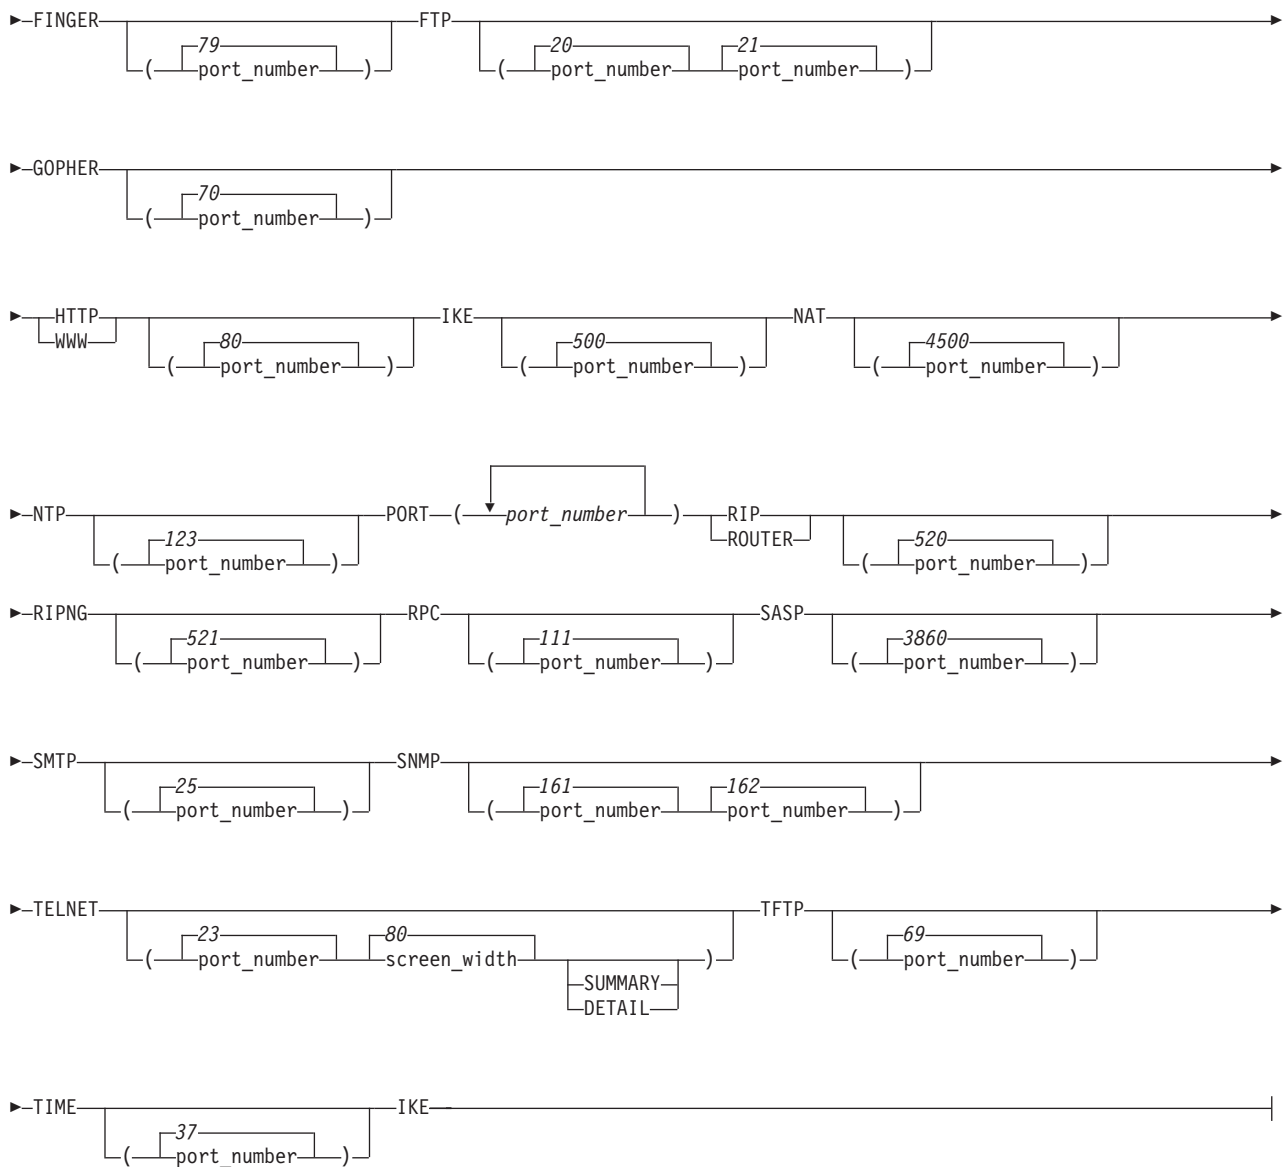 FINGER FTP
79 20 21
( port_number ) ( port_number port_number )
GOPHER
70
( port_number )
HTTP IKE NAT
WWW 80 500 4500
( port_number ) ( port_number ) ( port_number )
NTP PORT ( port_number ) RIP
123 ROUTER 520
( port_number ) ( port_number )
RIPNG RPC SASP
521 111 3860
( port_number ) ( port_number ) ( port_number )
SMTP SNMP
25 161 162
( port_number ) ( port_number port_number )
TELNET TFTP
23 80 69
( port_number screen_width ) ( port_number )
SUMMARY
DETAIL
TIME IKE
37
( port_number )